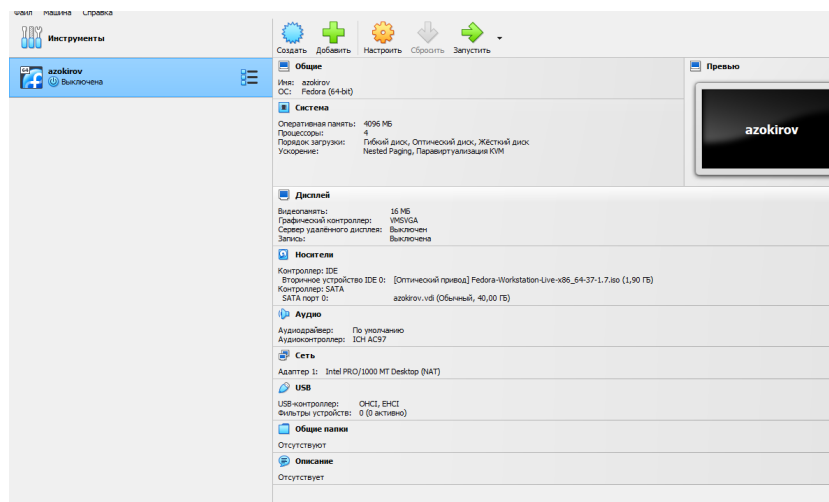 Файл Машина Справка
Инструменты
Создать Добавить Настроить Сбросить Запустить
64
azokirov
Выключена
Общие
Имя: azokirov
ОС: Fedora (64-bit)
Превью
azokirov
Система
Оперативная память: 4096 МБ
Процессоры: 4
Порядок загрузки: Гибкий диск, Оптический диск, Жёсткий диск
Ускорение: Nested Paging, Паравиртуализация KVM
Дисплей
Видеопамять: 16 МБ
Графический контроллер: VMSVGA
Сервер удалённого дисплея: Выключен
Запись: Выключена
Носители
Контроллер: IDE
Вторичное устройство IDE 0: [Оптический привод] Fedora-Workstation-Live-x86_64-37-1.7.iso (1,90 ГБ)
Контроллер: SATA
SATA порт 0: azokirov.vdi (Обычный, 40,00 ГБ)
Аудио
Аудиодрайвер: По умолчанию
Аудиоконтроллер: ICH AC97
Сеть
Адаптер 1: Intel PRO/1000 MT Desktop (NAT)
USB
USB-контроллер: OHCI, EHCI
Фильтры устройств: 0 (0 активно)
Общие папки
Отсутствуют
Описание
Отсутствует